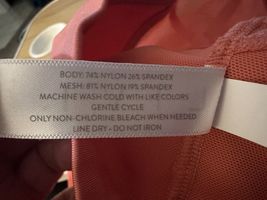 BODY: 74% NYLON 26% SPANDEX
MESH: 81% NYLON 19% SPANDEX
MACHINE WASH COLD WITH LIKE COLORS
GENTLE CYCLE
ONLY NON-CHLORINE BLEACH WHEN NEEDED
LINE DRY - DO NOT IRON